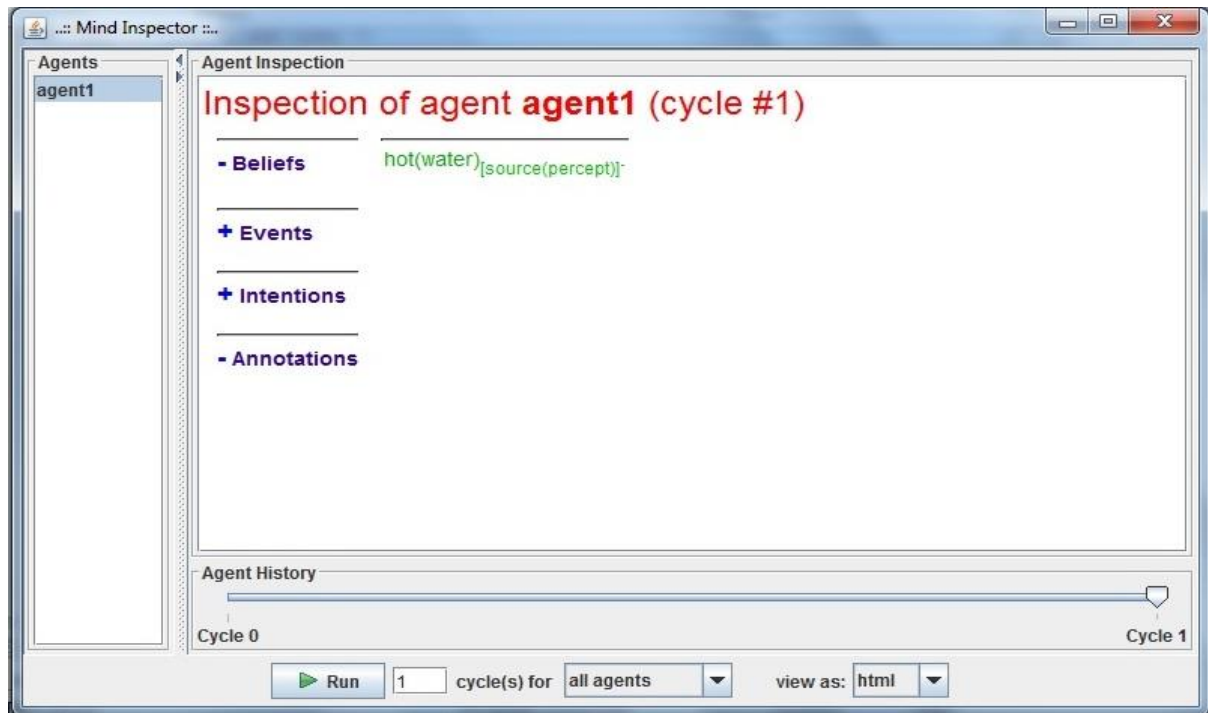 ..:: Mind Inspector ::..
Agents
agent1
Agent Inspection
Inspection of agent agent1 (cycle #1)
- Beliefs hot(water)[source(percept)]-
+ Events
+ Intentions
- Annotations
Agent History
Cycle 0 Cycle 1
Run 1 cycle(s) for all agents view as: html